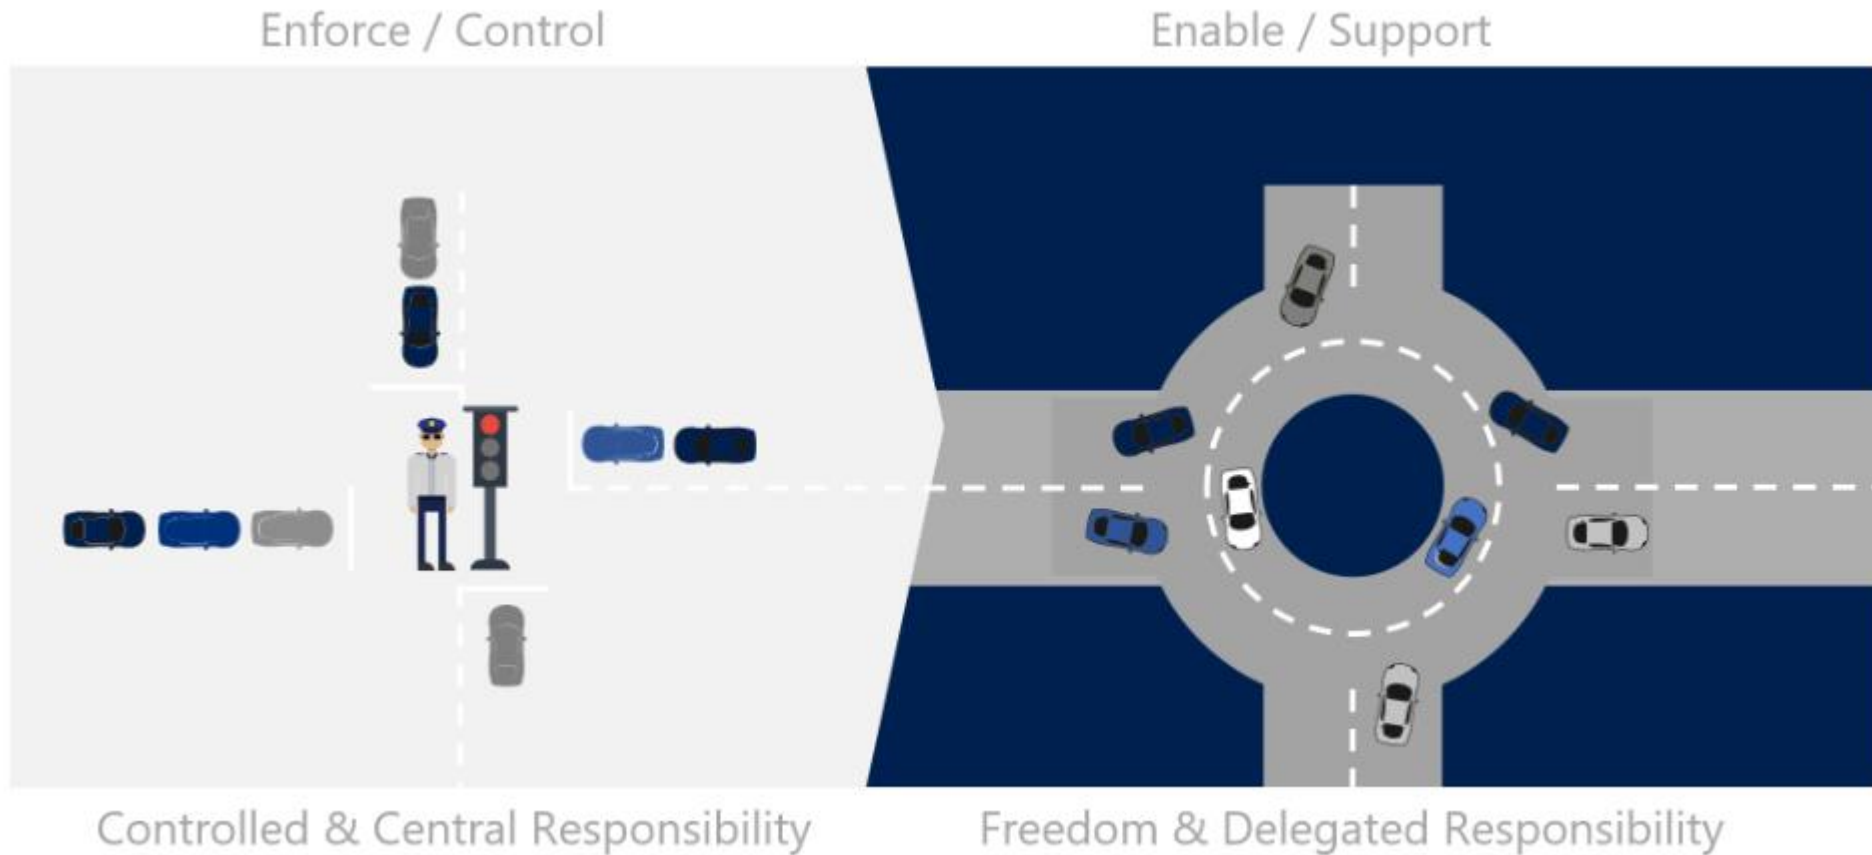 Enforce / Control
Enable / Support
Controlled & Central Responsibility
Freedom & Delegated Responsibility